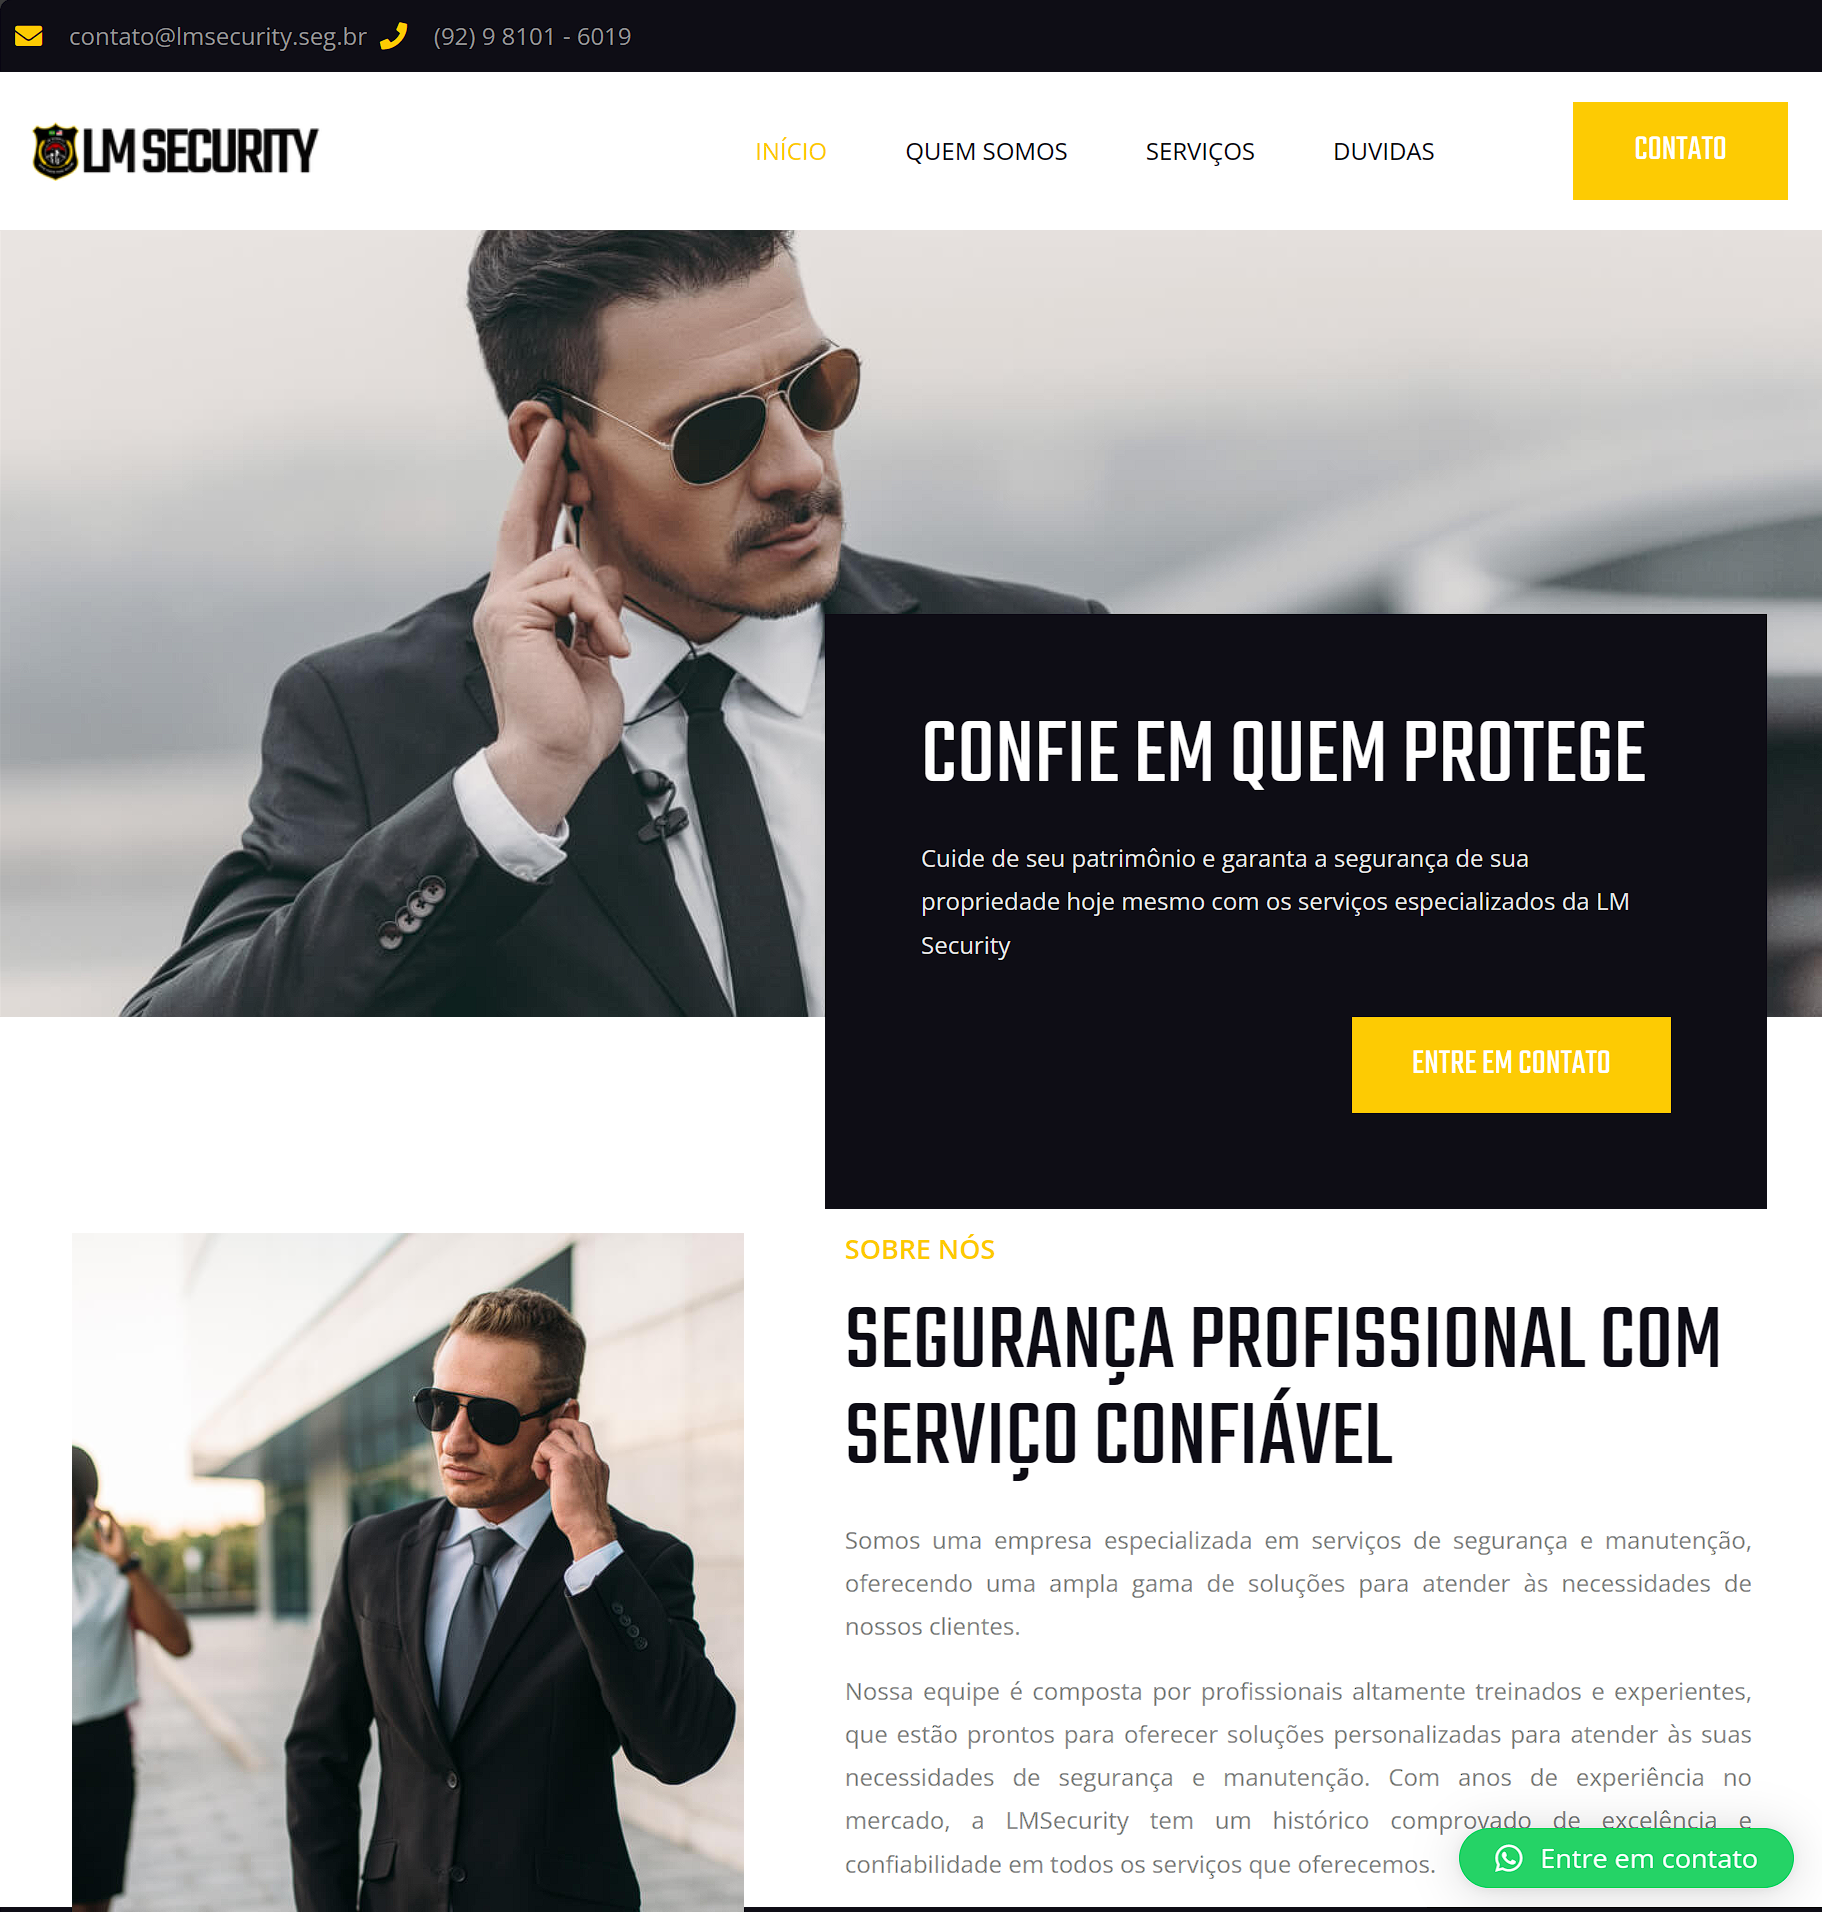 contato@lmsecurity.seg.br (92) 9 8101 - 6019
LM SECURITY
INÍCIO QUEM SOMOS SERVIÇOS DUVIDAS
CONTATO
CONFIE EM QUEM PROTEGE
Cuide de seu patrimônio e garanta a segurança de sua
propriedade hoje mesmo com os serviços especializados da LM
Security
ENTRE EM CONTATO
SOBRE NÓS
SEGURANÇA PROFISSIONAL COM
SERVIÇO CONFIÁVEL
Somos uma empresa especializada em serviços de segurança e manutenção,
oferecendo uma ampla gama de soluções para atender às necessidades de
nossos clientes.
Nossa equipe é composta por profissionais altamente treinados e experientes,
que estão prontos para oferecer soluções personalizadas para atender às suas
necessidades de segurança e manutenção. Com anos de experiência no
mercado, a LMSecurity tem um histórico comprovado de excelência e
confiabilidade em todos os serviços que oferecemos.
Entre em contato